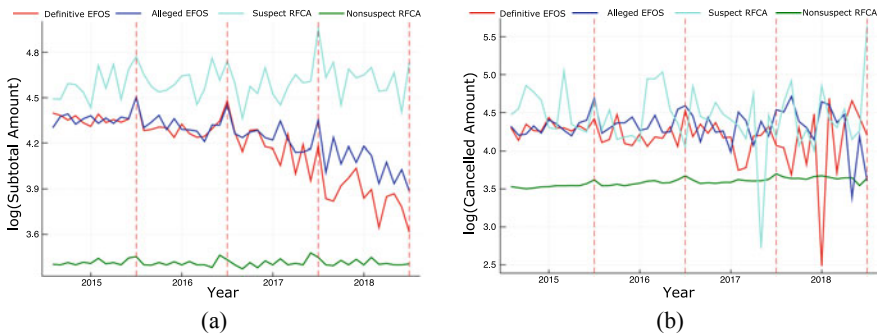 Definitive EFOS Alleged EFOS Suspect RFCA Nonsuspect RFCA
log(Subtotal Amount)
4.8
4.5
4.2
3.9
3.6
2015 2016 2017 2018
Year
(a)
Definitive EFOS Alleged EFOS Suspect RFCA Nonsuspect RFCA
log(Cancelled Amount)
5.5
5.0
4.5
4.0
3.5
3.0
2.5
2015 2016 2017 2018
Year
(b)